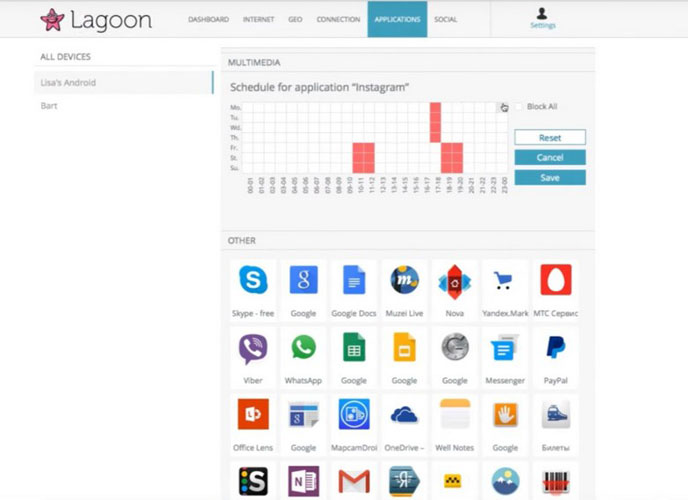 Lagoon
DASHBOARD INTERNET GEO CONNECTION APPLICATIONS SOCIAL Settings
ALL DEVICES
Lisa's Android
Bart
MULTIMEDIA
Schedule for application "Instagram"
Mo.
Tu.
We.
Th.
Fr.
St.
Su.
00-01 01-02 02-03 03-04 04-05 05-06 06-07 07-08 08-09 09-10 10-11 11-12 12-13 13-14 14-15 15-16 16-17 17-18 18-19 19-20 20-21 21-22 22-23 23-00
Block All
Reset
Cancel
Save
OTHER
Skype - free Google Google Docs Muzei Live Nova Yandex.Mark МТС Сервис
Viber WhatsApp Google Google Google Messenger PayPal
Office Lens Google MapcamDroi OneDrive – Well Notes Google Билеты